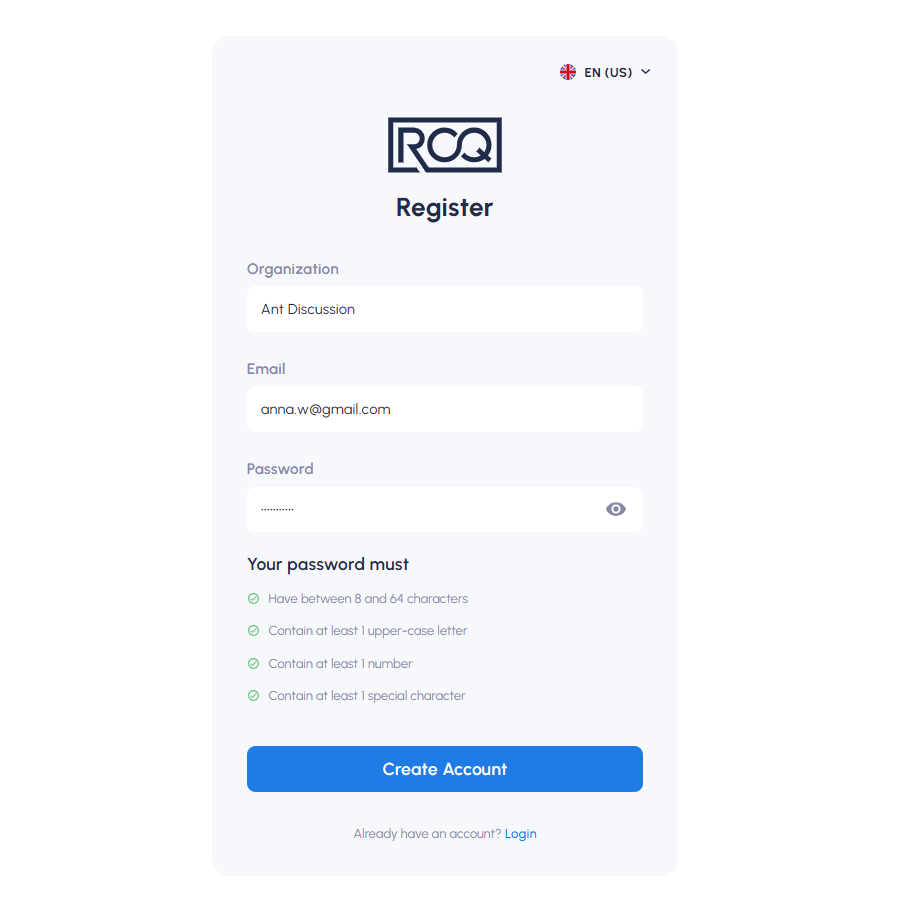 EN (US)
ROQ
Register
Organization
Ant Discussion
Email
anna.w@gmail.com
Password
···········
Your password must
Have between 8 and 64 characters
Contain at least 1 upper-case letter
Contain at least 1 number
Contain at least 1 special character
Create Account
Already have an account? Login